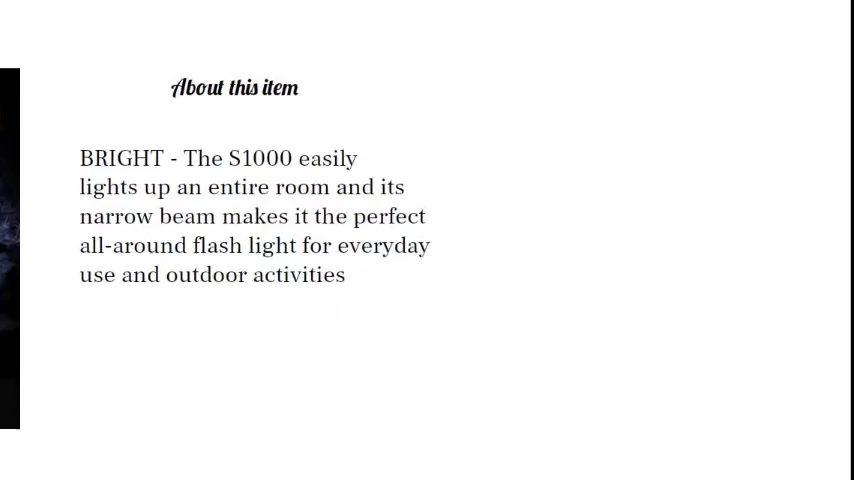 About this item
BRIGHT - The S1000 easily
lights up an entire room and its
narrow beam makes it the perfect
all-around flash light for everyday
use and outdoor activities